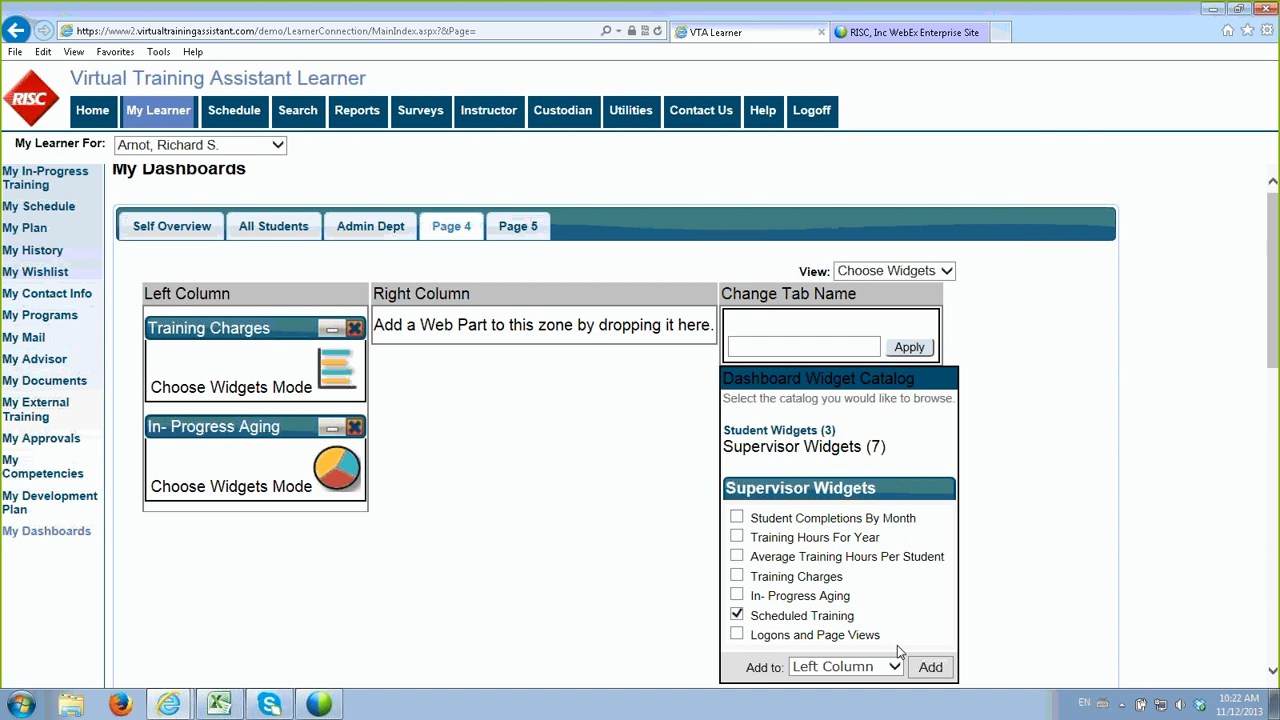 https://www2.virtualtrainingassistant.com/demo/LearnerConnection/MainIndex.aspx?&Page=
VTA Learner
RISC, Inc WebEx Enterprise Site
File Edit View Favorites Tools Help
RISC
Virtual Training Assistant Learner
Home My Learner Schedule Search Reports Surveys Instructor Custodian Utilities Contact Us Help Logoff
My Learner For: Arnot, Richard S.
My In-Progress
Training
My Schedule
My Plan
My History
My Wishlist
My Contact Info
My Programs
My Mail
My Advisor
My Documents
My External
Training
My Approvals
My
Competencies
My Development
Plan
My Dashboards
My Dashboards
Self Overview All Students Admin Dept Page 4 Page 5
View: Choose Widgets
Left Column Right Column Change Tab Name
Training Charges
Choose Widgets Mode
In- Progress Aging
Choose Widgets Mode
Add a Web Part to this zone by dropping it here.
Apply
Dashboard Widget Catalog
Select the catalog you would like to browse.
Student Widgets (3)
Supervisor Widgets (7)
Supervisor Widgets
Student Completions By Month
Training Hours For Year
Average Training Hours Per Student
Training Charges
In- Progress Aging
Scheduled Training
Logons and Page Views
Add to: Left Column Add
EN
10:22 AM
11/12/2013